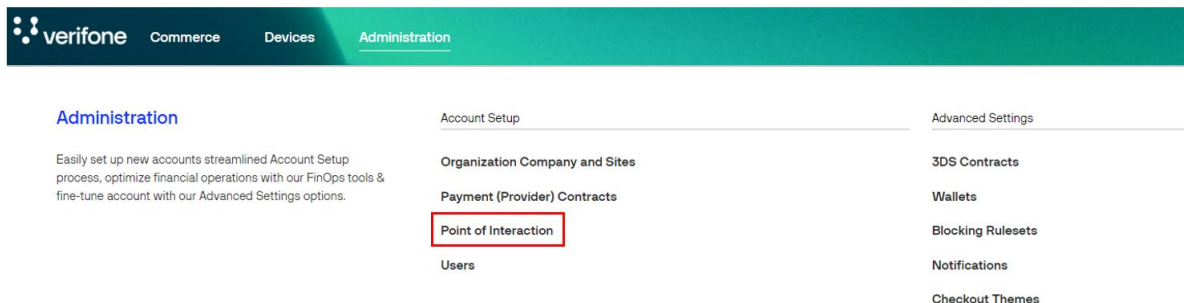 verifone Commerce Devices Administration
Administration
Easily set up new accounts streamlined Account Setup
process, optimize financial operations with our FinOps tools &
fine-tune account with our Advanced Settings options.
Account Setup
Organization Company and Sites
Payment (Provider) Contracts
Point of Interaction
Users
Advanced Settings
3DS Contracts
Wallets
Blocking Rulesets
Notifications
Checkout Themes